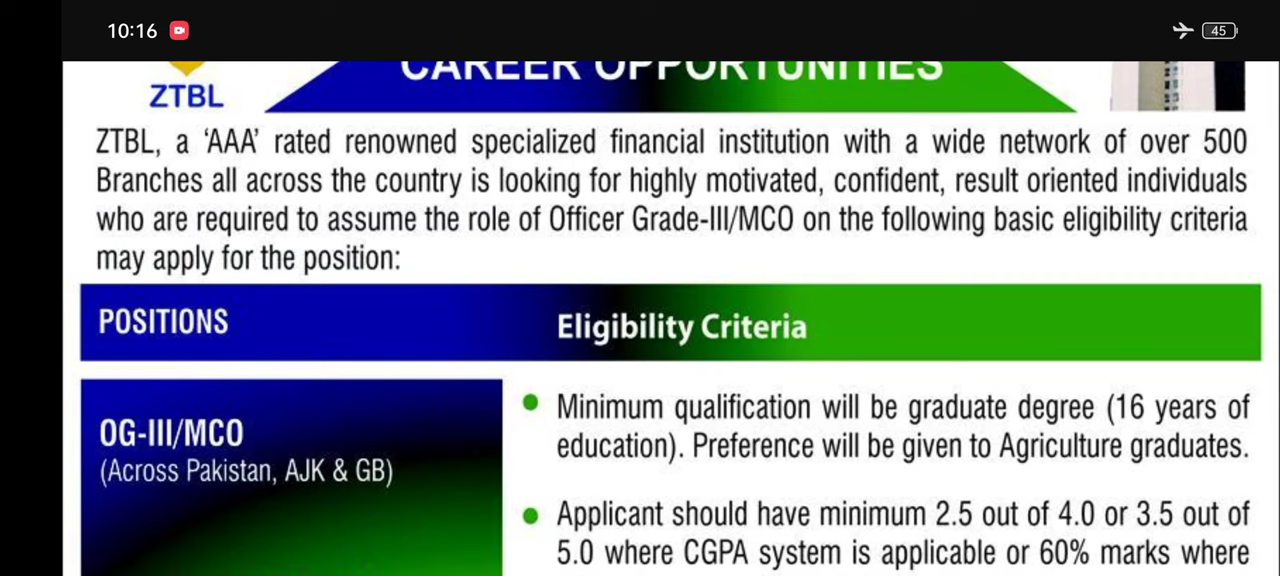 10:16
45
CAREER OPPORTUNITIES
ZTBL
ZTBL, a ‘AAA’ rated renowned specialized financial institution with a wide network of over 500
Branches all across the country is looking for highly motivated, confident, result oriented individuals
who are required to assume the role of Officer Grade-III/MCO on the following basic eligibility criteria
may apply for the position:
POSITIONS
Eligibility Criteria
OG-III/MCO
(Across Pakistan, AJK & GB)
● Minimum qualification will be graduate degree (16 years of
education). Preference will be given to Agriculture graduates.
● Applicant should have minimum 2.5 out of 4.0 or 3.5 out of
5.0 where CGPA system is applicable or 60% marks where